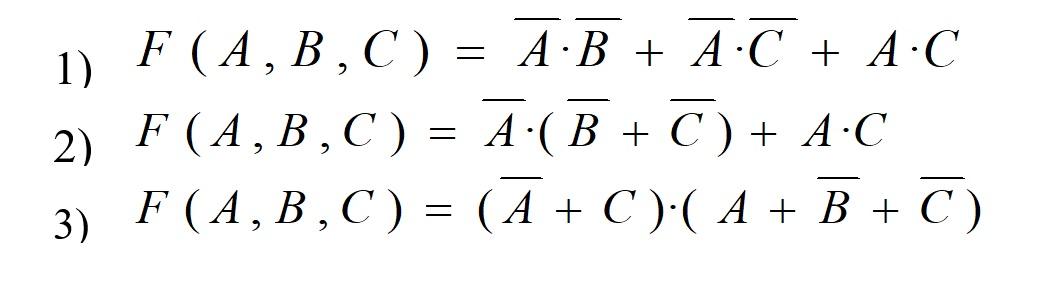 1) F ( A , B , C ) = A̅·B̅ + A̅·C̅ + A·C
2) F ( A , B , C ) = A̅·( B̅ + C̅ ) + A·C
3) F ( A , B , C ) = ( A̅ + C )·( A + B̅ + C̅ )